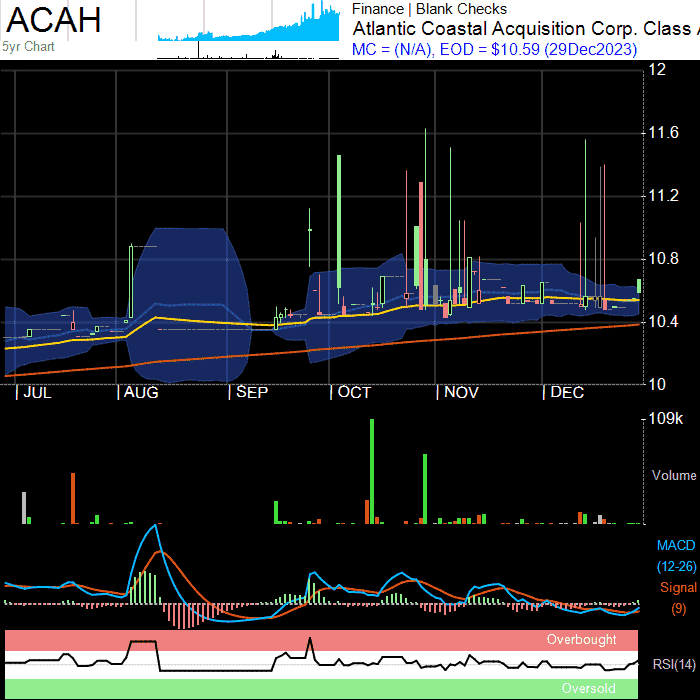 ACAH
5yr Chart
Finance | Blank Checks
Atlantic Coastal Acquisition Corp. Class
MC = (N/A), EOD = $10.59 (29Dec2023)
12
11.6
11.2
10.8
10.4
10
JUL
AUG
SEP
OCT
NOV
DEC
109k
Volume
MACD
(12-26)
Signal
(9)
Overbought
RSI(14)
Oversold